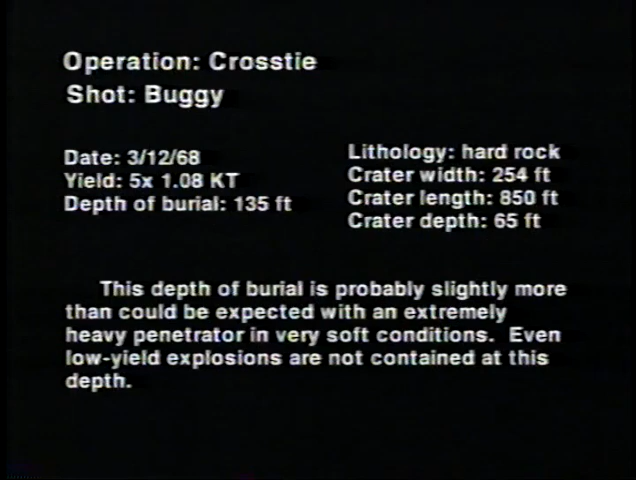 Operation: Crosstie
Shot: Buggy
Date: 3/12/68
Yield: 5x 1.08 KT
Depth of burial: 135 ft
Lithology: hard rock
Crater width: 254 ft
Crater length: 850 ft
Crater depth: 65 ft
This depth of burial is probably slightly more
than could be expected with an extremely
heavy penetrator in very soft conditions. Even
low-yield explosions are not contained at this
depth.